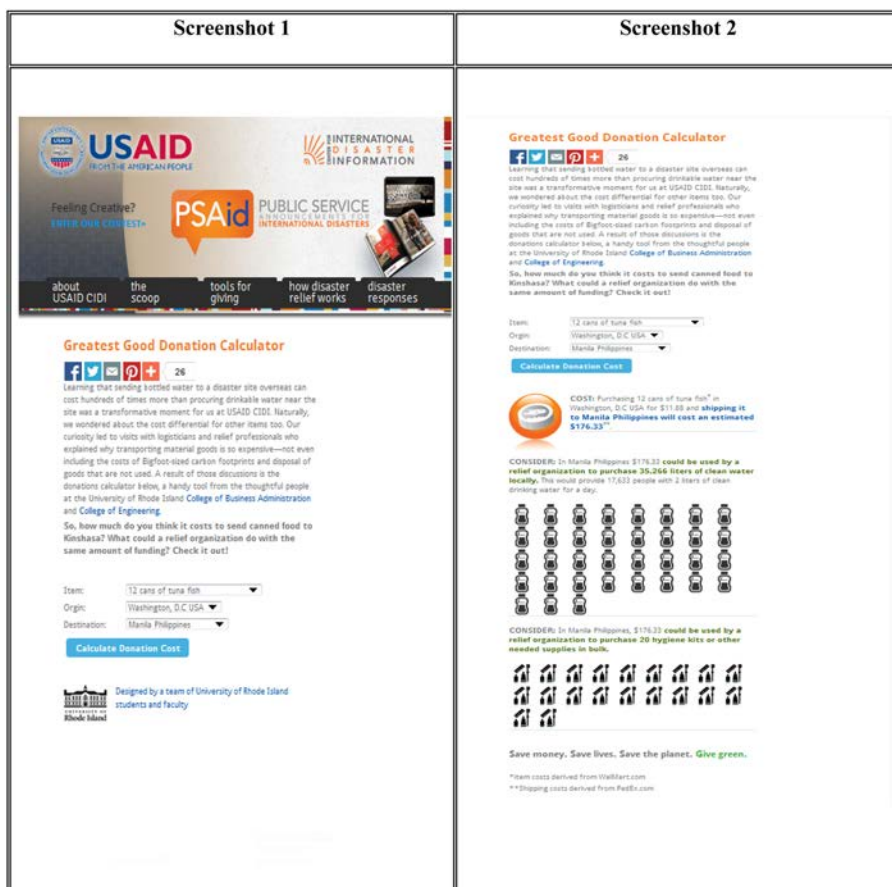 Screenshot 1
USAID
FROM THE AMERICAN PEOPLE
CENTER FOR
INTERNATIONAL
DISASTER
INFORMATION
Feeling Creative?
ENTER OUR CONTEST»
PSAid
PUBLIC SERVICE
ANNOUNCEMENTS FOR
INTERNATIONAL DISASTERS
about
USAID CIDI
the
scoop
tools for
giving
how disaster
relief works
disaster
responses
Greatest Good Donation Calculator
26
Learning that sending bottled water to a disaster site overseas can
cost hundreds of times more than procuring drinkable water near the
site was a transformative moment for us at USAID CIDI. Naturally,
we wondered about the cost differential for other items too. Our
curiosity led to visits with logisticians and relief professionals who
explained why transporting material goods is so expensive—not even
including the costs of Bigfoot-sized carbon footprints and disposal of
goods that are not used. A result of those discussions is the
donations calculator below, a handy tool from the thoughtful people
at the University of Rhode Island College of Business Administration
and College of Engineering.
So, how much do you think it costs to send canned food to
Kinshasa? What could a relief organization do with the
same amount of funding? Check it out!
Item: 12 cans of tuna fish
Orgin: Washington, D.C USA
Destination: Manila Philippines
Calculate Donation Cost
UNIVERSITY OF
Rhode Island
Designed by a team of University of Rhode Island
students and faculty
Screenshot 2
Greatest Good Donation Calculator
26
Learning that sending bottled water to a disaster site overseas can
cost hundreds of times more than procuring drinkable water near the
site was a transformative moment for us at USAID CIDI. Naturally,
we wondered about the cost differential for other items too. Our
curiosity led to visits with logisticians and relief professionals who
explained why transporting material goods is so expensive—not even
including the costs of Bigfoot-sized carbon footprints and disposal of
goods that are not used. A result of those discussions is the
donations calculator below, a handy tool from the thoughtful people
at the University of Rhode Island College of Business Administration
and College of Engineering.
So, how much do you think it costs to send canned food to
Kinshasa? What could a relief organization do with the
same amount of funding? Check it out!
Item: 12 cans of tuna fish
Orgin: Washington, D.C USA
Destination: Manila Philippines
Calculate Donation Cost
COST: Purchasing 12 cans of tuna fish* in
Washington, D.C USA for $11.88 and shipping it
to Manila Philippines will cost an estimated
$176.33**.
CONSIDER: In Manila Philippines $176.33 could be used by a
relief organization to purchase 35,266 liters of clean water
locally. This would provide 17,633 people with 2 liters of clean
drinking water for a day.
CONSIDER: In Manila Philippines, $176.33 could be used by a
relief organization to purchase 20 hygiene kits or other
needed supplies in bulk.
Save money. Save lives. Save the planet. Give green.
*Item costs derived from WalMart.com
**Shipping costs derived from FedEx.com